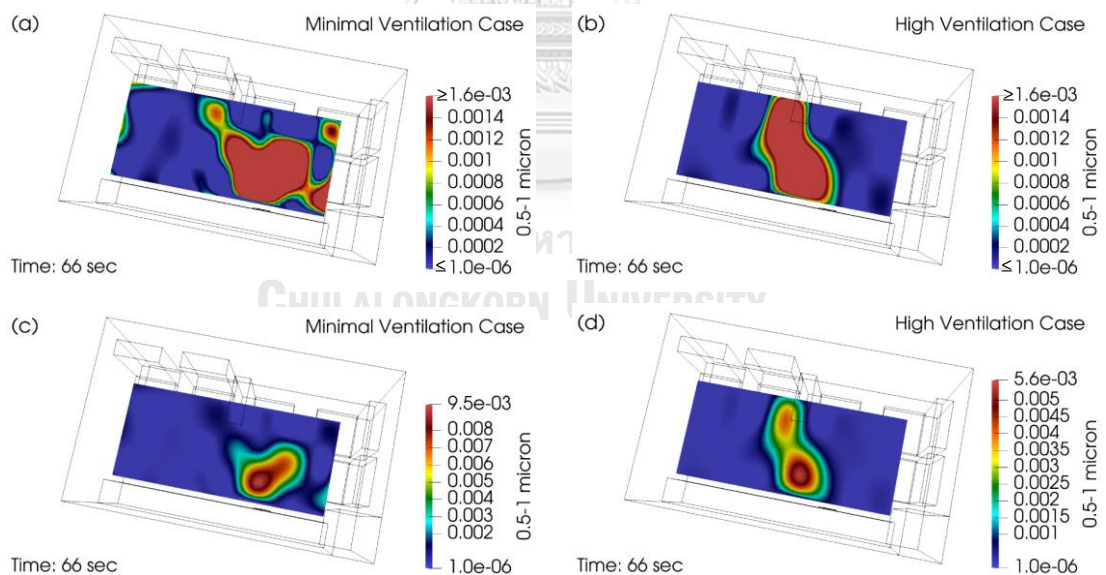 (a) Minimal Ventilation Case
≥1.6e-03
0.0014
0.0012
0.001
0.0008
0.0006
0.0004
0.0002
≤1.0e-06
0.5-1 micron
Time: 66 sec
(b) High Ventilation Case
≥1.6e-03
0.0014
0.0012
0.001
0.0008
0.0006
0.0004
0.0002
≤1.0e-06
0.5-1 micron
Time: 66 sec
CHULALONGKORN UNIVERSITY
(c) Minimal Ventilation Case
9.5e-03
0.008
0.007
0.006
0.005
0.004
0.003
0.002
1.0e-06
0.5-1 micron
Time: 66 sec
(d) High Ventilation Case
5.6e-03
0.005
0.0045
0.004
0.0035
0.003
0.0025
0.002
0.0015
0.001
1.0e-06
0.5-1 micron
Time: 66 sec